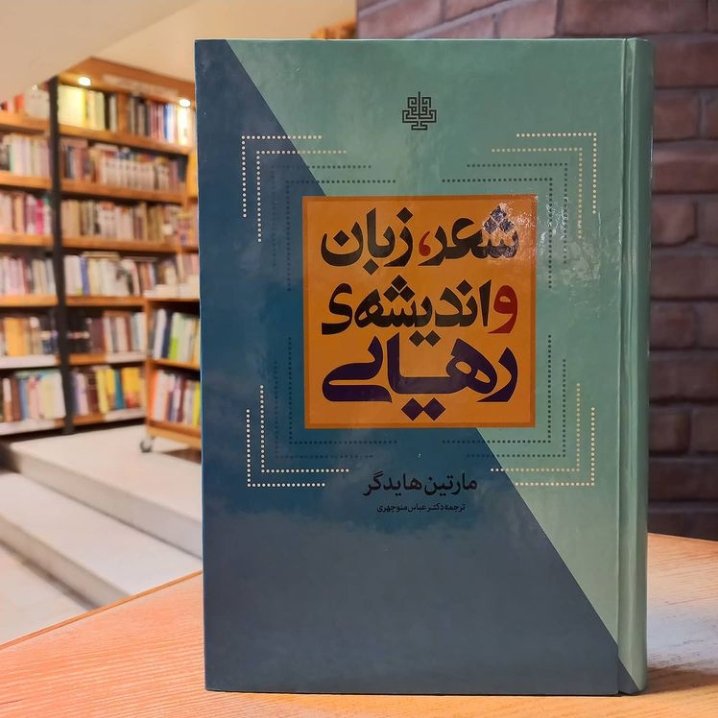 شعر، زبان
و اندیشه‌ی
رهایی
مارتین هایدگر
ترجمه دکتر عباس منوچهری